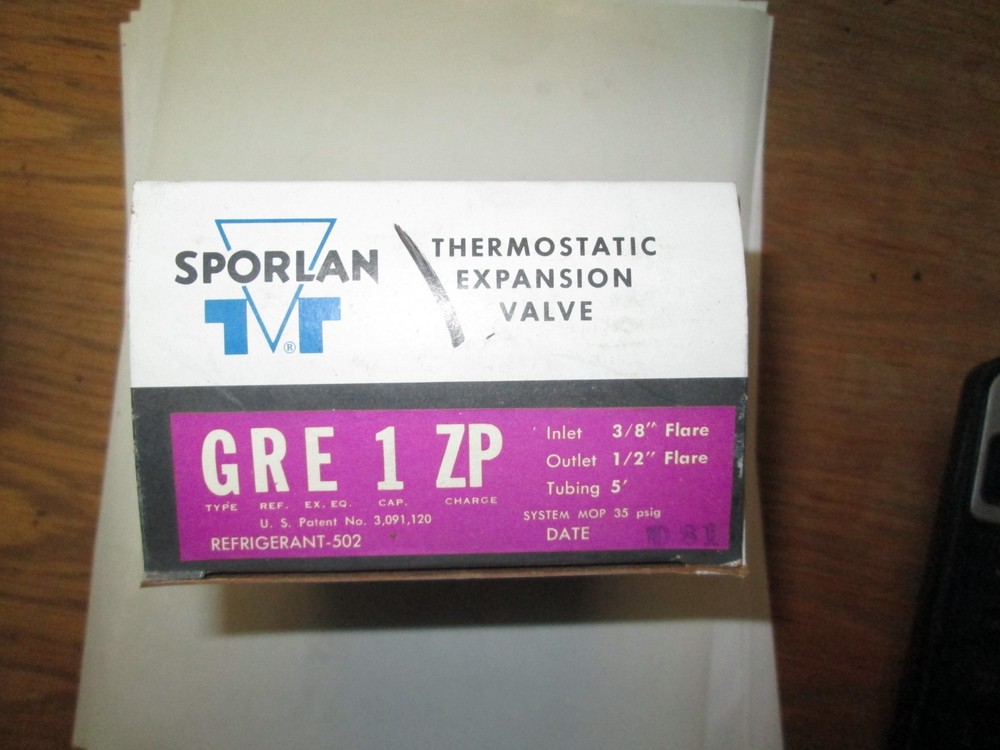 SPORLAN
®
THERMOSTATIC
EXPANSION
VALVE
GRE 1 ZP
TYPE REF. EX. EQ. CAP. CHARGE
U. S. Patent No. 3,091,120
REFRIGERANT-502
Inlet 3/8" Flare
Outlet 1/2" Flare
Tubing 5'
SYSTEM MOP 35 psig
DATE